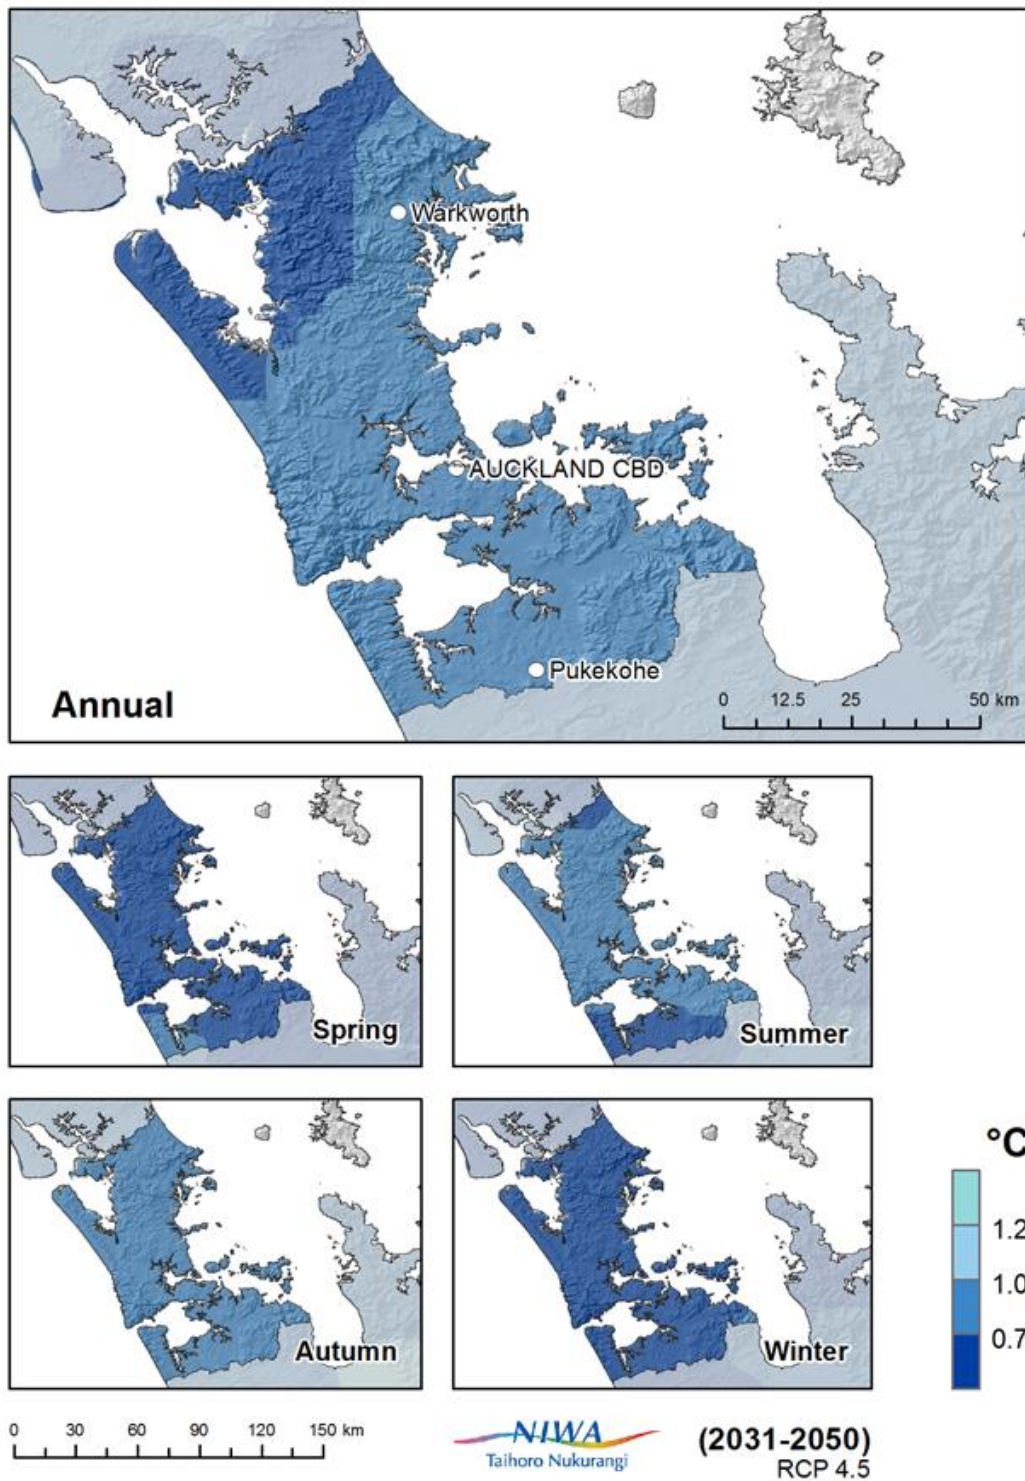 Warkworth
AUCKLAND CBD
Pukekohe
Annual
0 12.5 25 50 km
Spring
Summer
Autumn
Winter
°C
1.2
1.0
0.7
0 30 60 90 120 150 km
NIWA
Taihoro Nukurangi
(2031-2050)
RCP 4.5